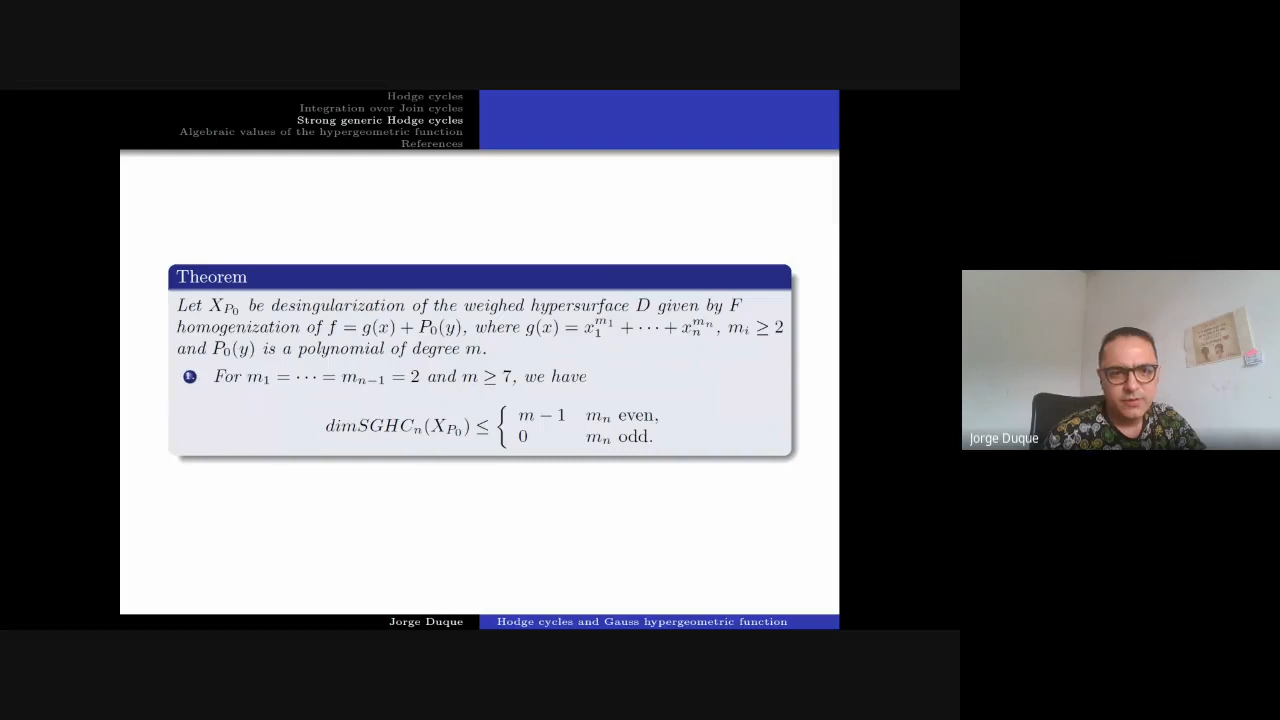 Hodge cycles
Integration over Join cycles
Strong generic Hodge cycles
Algebraic values of the hypergeometric function
References
Theorem
Let X_{P_0} be desingularization of the weighed hypersurface D given by F
homogenization of f = g(x) + P_0(y), where g(x) = x_1^{m_1} + ⋯ + x_n^{m_n}, m_i ≥ 2
and P_0(y) is a polynomial of degree m.
1. For m_1 = ⋯ = m_{n−1} = 2 and m ≥ 7, we have
dimSGHC_n(X_{P_0}) ≤ { m − 1 m_n even,
0 m_n odd.
Jorge Duque
Jorge Duque Hodge cycles and Gauss hypergeometric function